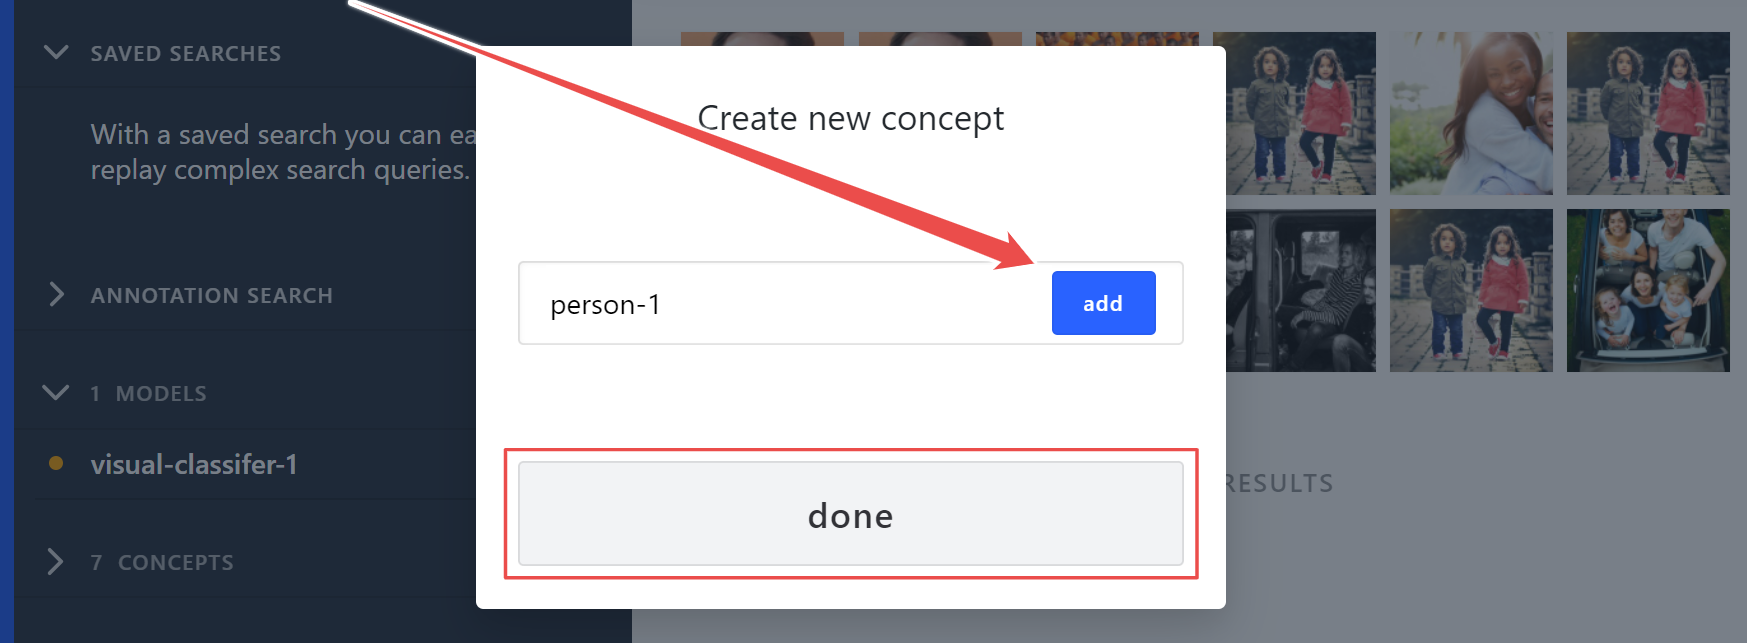 SAVED SEARCHES
With a saved search you can ea
replay complex search queries.
ANNOTATION SEARCH
1 MODELS
visual-classifer-1
7 CONCEPTS
Create new concept
person-1
add
done
RESULTS